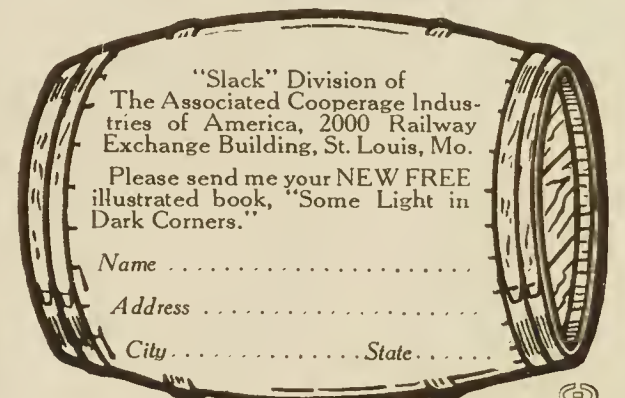 "Slack" Division of
The Associated Cooperage Indus-
tries of America, 2000 Railway
Exchange Building, St. Louis, Mo.
Please send me your NEW FREE
illustrated book, "Some Light in
Dark Corners."
Name . . . . . . . . . . . . . . . . . . . . . .
Address . . . . . . . . . . . . . . . . . . . .
City. . . . . . . . . . . . . . . .State. . . . . .